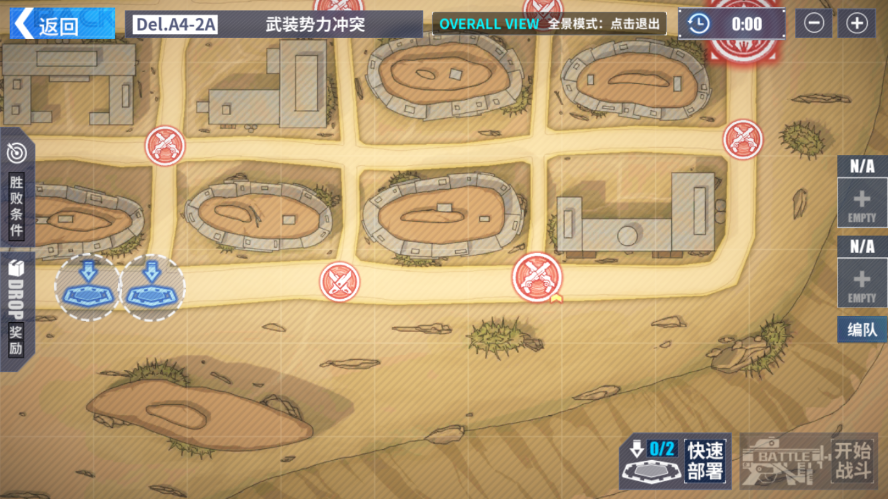 返回
Del.A4-2A
武装势力冲突
OVERALL VIEW 全景模式：点击退出
0:00
胜败条件
DROP 奖励
N/A
EMPTY
N/A
EMPTY
编队
0/2
快速部署
BATTLE
开始战斗